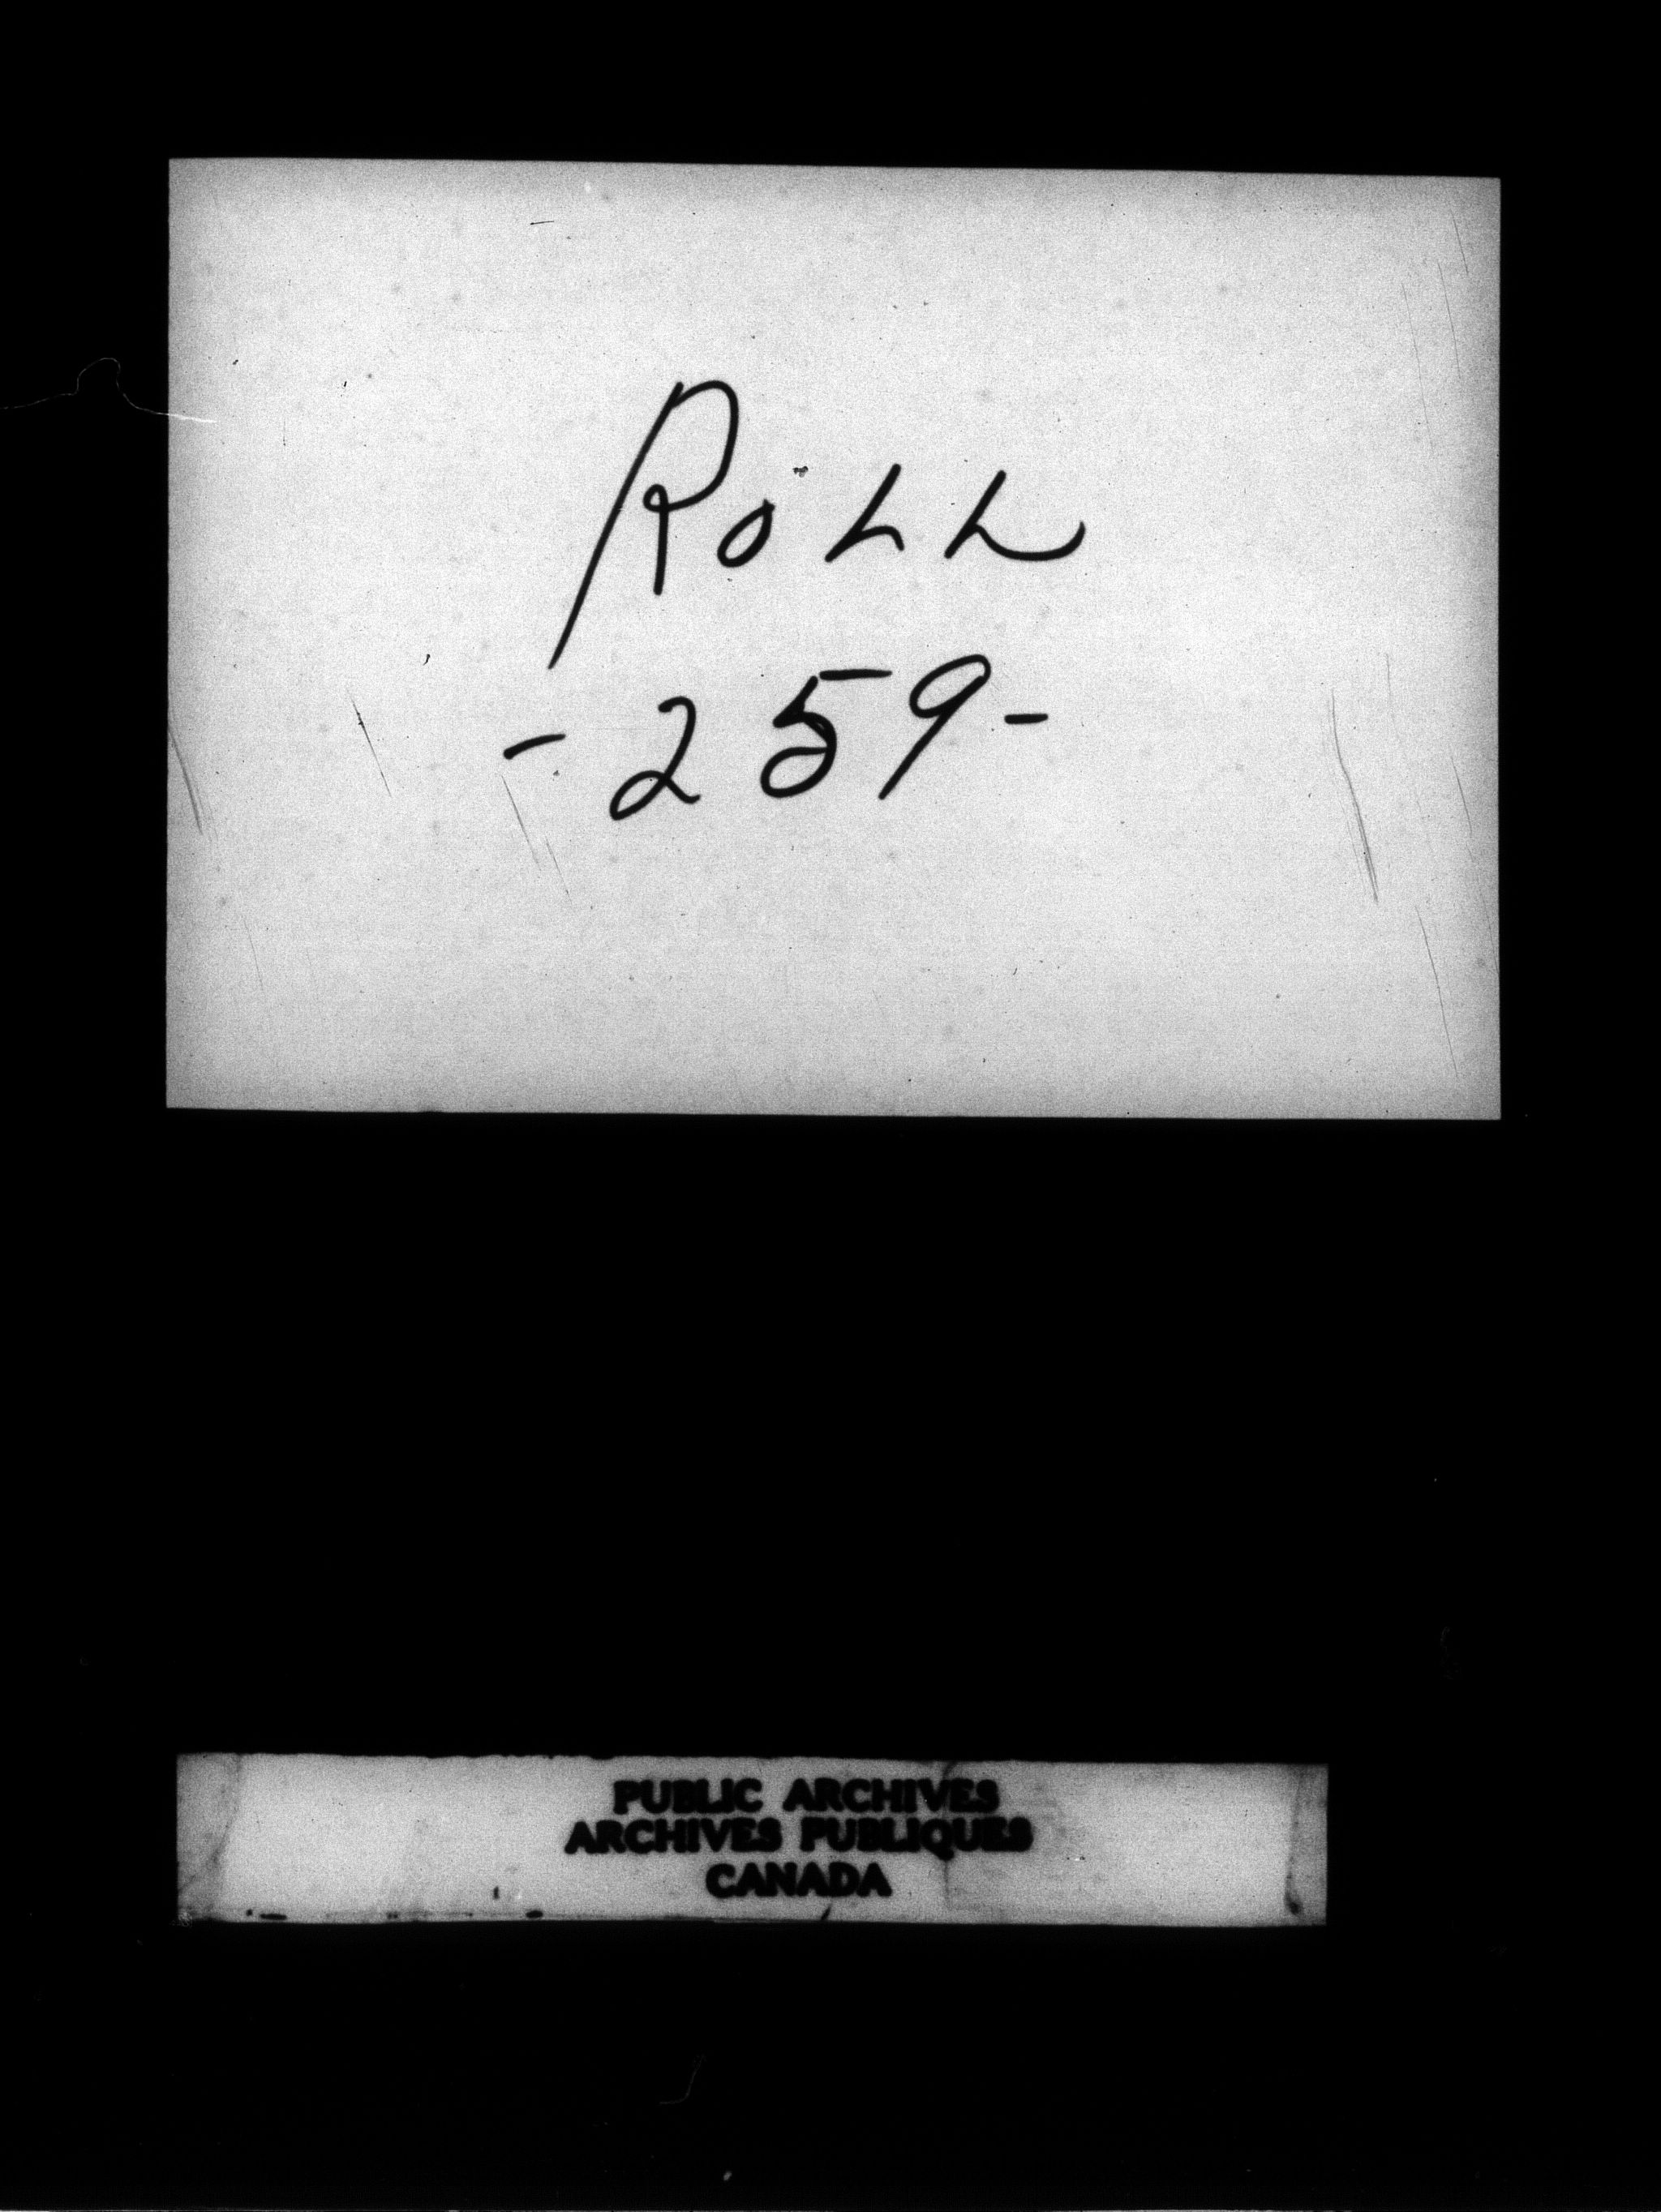 Roll
-259-
PUBLIC ARCHIVES
ARCHIVES PUBLIQUES
CANADA